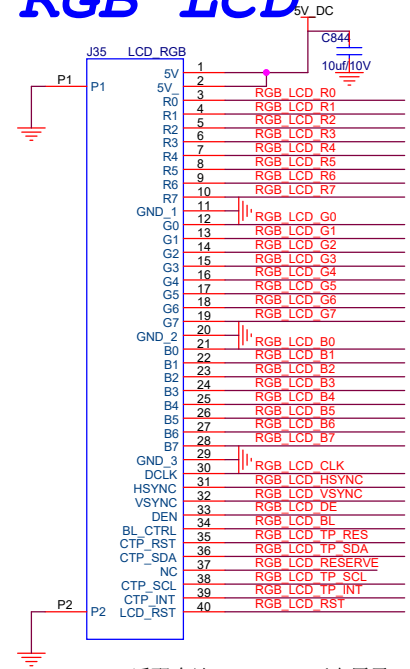 RGB LCD
5V_DC
C844
10uf/10V
J35 LCD_RGB
P1 P1
5V 1
5V_ 2
R0 3 RGB_LCD_R0
R1 4 RGB_LCD_R1
R2 5 RGB_LCD_R2
R3 6 RGB_LCD_R3
R4 7 RGB_LCD_R4
R5 8 RGB_LCD_R5
R6 9 RGB_LCD_R6
R7 10 RGB_LCD_R7
GND_1 11
G0 12 RGB_LCD_G0
G1 13 RGB_LCD_G1
G2 14 RGB_LCD_G2
G3 15 RGB_LCD_G3
G4 16 RGB_LCD_G4
G5 17 RGB_LCD_G5
G6 18 RGB_LCD_G6
G7 19 RGB_LCD_G7
GND_2 20
B0 21 RGB_LCD_B0
B1 22 RGB_LCD_B1
B2 23 RGB_LCD_B2
B3 24 RGB_LCD_B3
B4 25 RGB_LCD_B4
B5 26 RGB_LCD_B5
B6 27 RGB_LCD_B6
B7 28 RGB_LCD_B7
GND_3 29
DCLK 30 RGB_LCD_CLK
HSYNC 31 RGB_LCD_HSYNC
VSYNC 32 RGB_LCD_VSYNC
DEN 33 RGB_LCD_DE
BL_CTRL 34 RGB_LCD_BL
CTP_RST 35 RGB_LCD_TP_RES
CTP_SDA 36 RGB_LCD_TP_SDA
NC 37 RGB_LCD_RESERVE
CTP_SCL 38 RGB_LCD_TP_SCL
CTP_INT 39 RGB_LCD_TP_INT
LCD_RST 40 RGB_LCD_RST
P2 P2